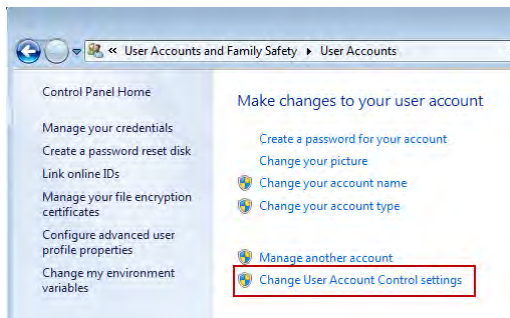 « User Accounts and Family Safety ▸ User Accounts
Control Panel Home
Manage your credentials
Create a password reset disk
Link online IDs
Manage your file encryption
certificates
Configure advanced user
profile properties
Change my environment
variables
Make changes to your user account
Create a password for your account
Change your picture
Change your account name
Change your account type
Manage another account
Change User Account Control settings